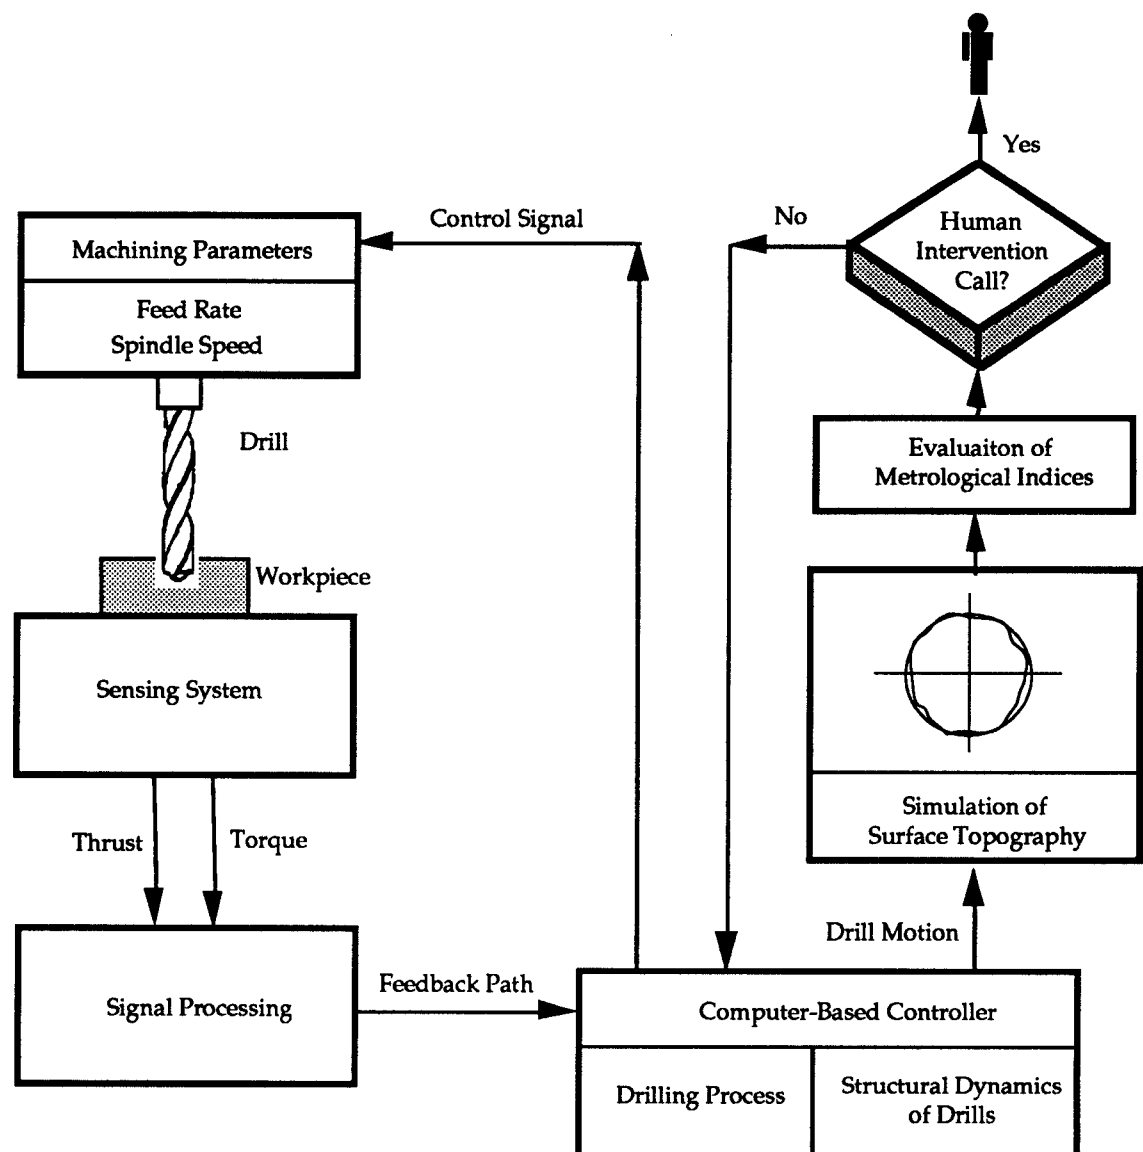 Yes
Human
Intervention
Call?
No
Control Signal
Machining Parameters
Feed Rate
Spindle Speed
Drill
Workpiece
Evaluaiton of
Metrological Indices
Sensing System
Simulation of
Surface Topography
Thrust
Torque
Drill Motion
Signal Processing
Feedback Path
Computer-Based Controller
Drilling Process
Structural Dynamics
of Drills